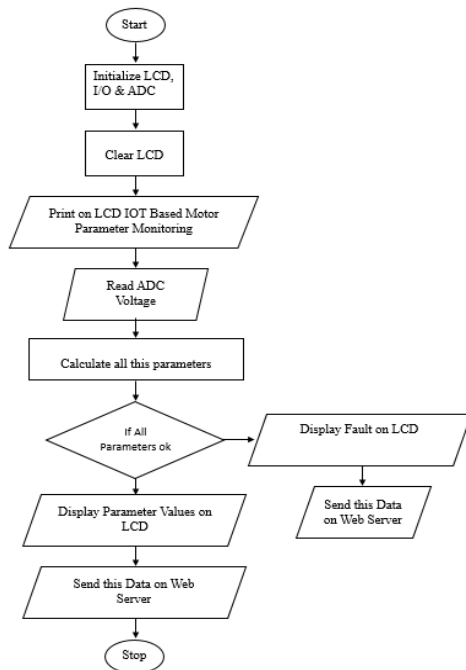 Start
Initialize LCD,
I/O & ADC
Clear LCD
Print on LCD IOT Based Motor
Parameter Monitoring
Read ADC
Voltage
Calculate all this parameters
If All
Parameters ok
Display Fault on LCD
Send this Data
on Web Server
Display Parameter Values on
LCD
Send this Data on Web
Server
Stop